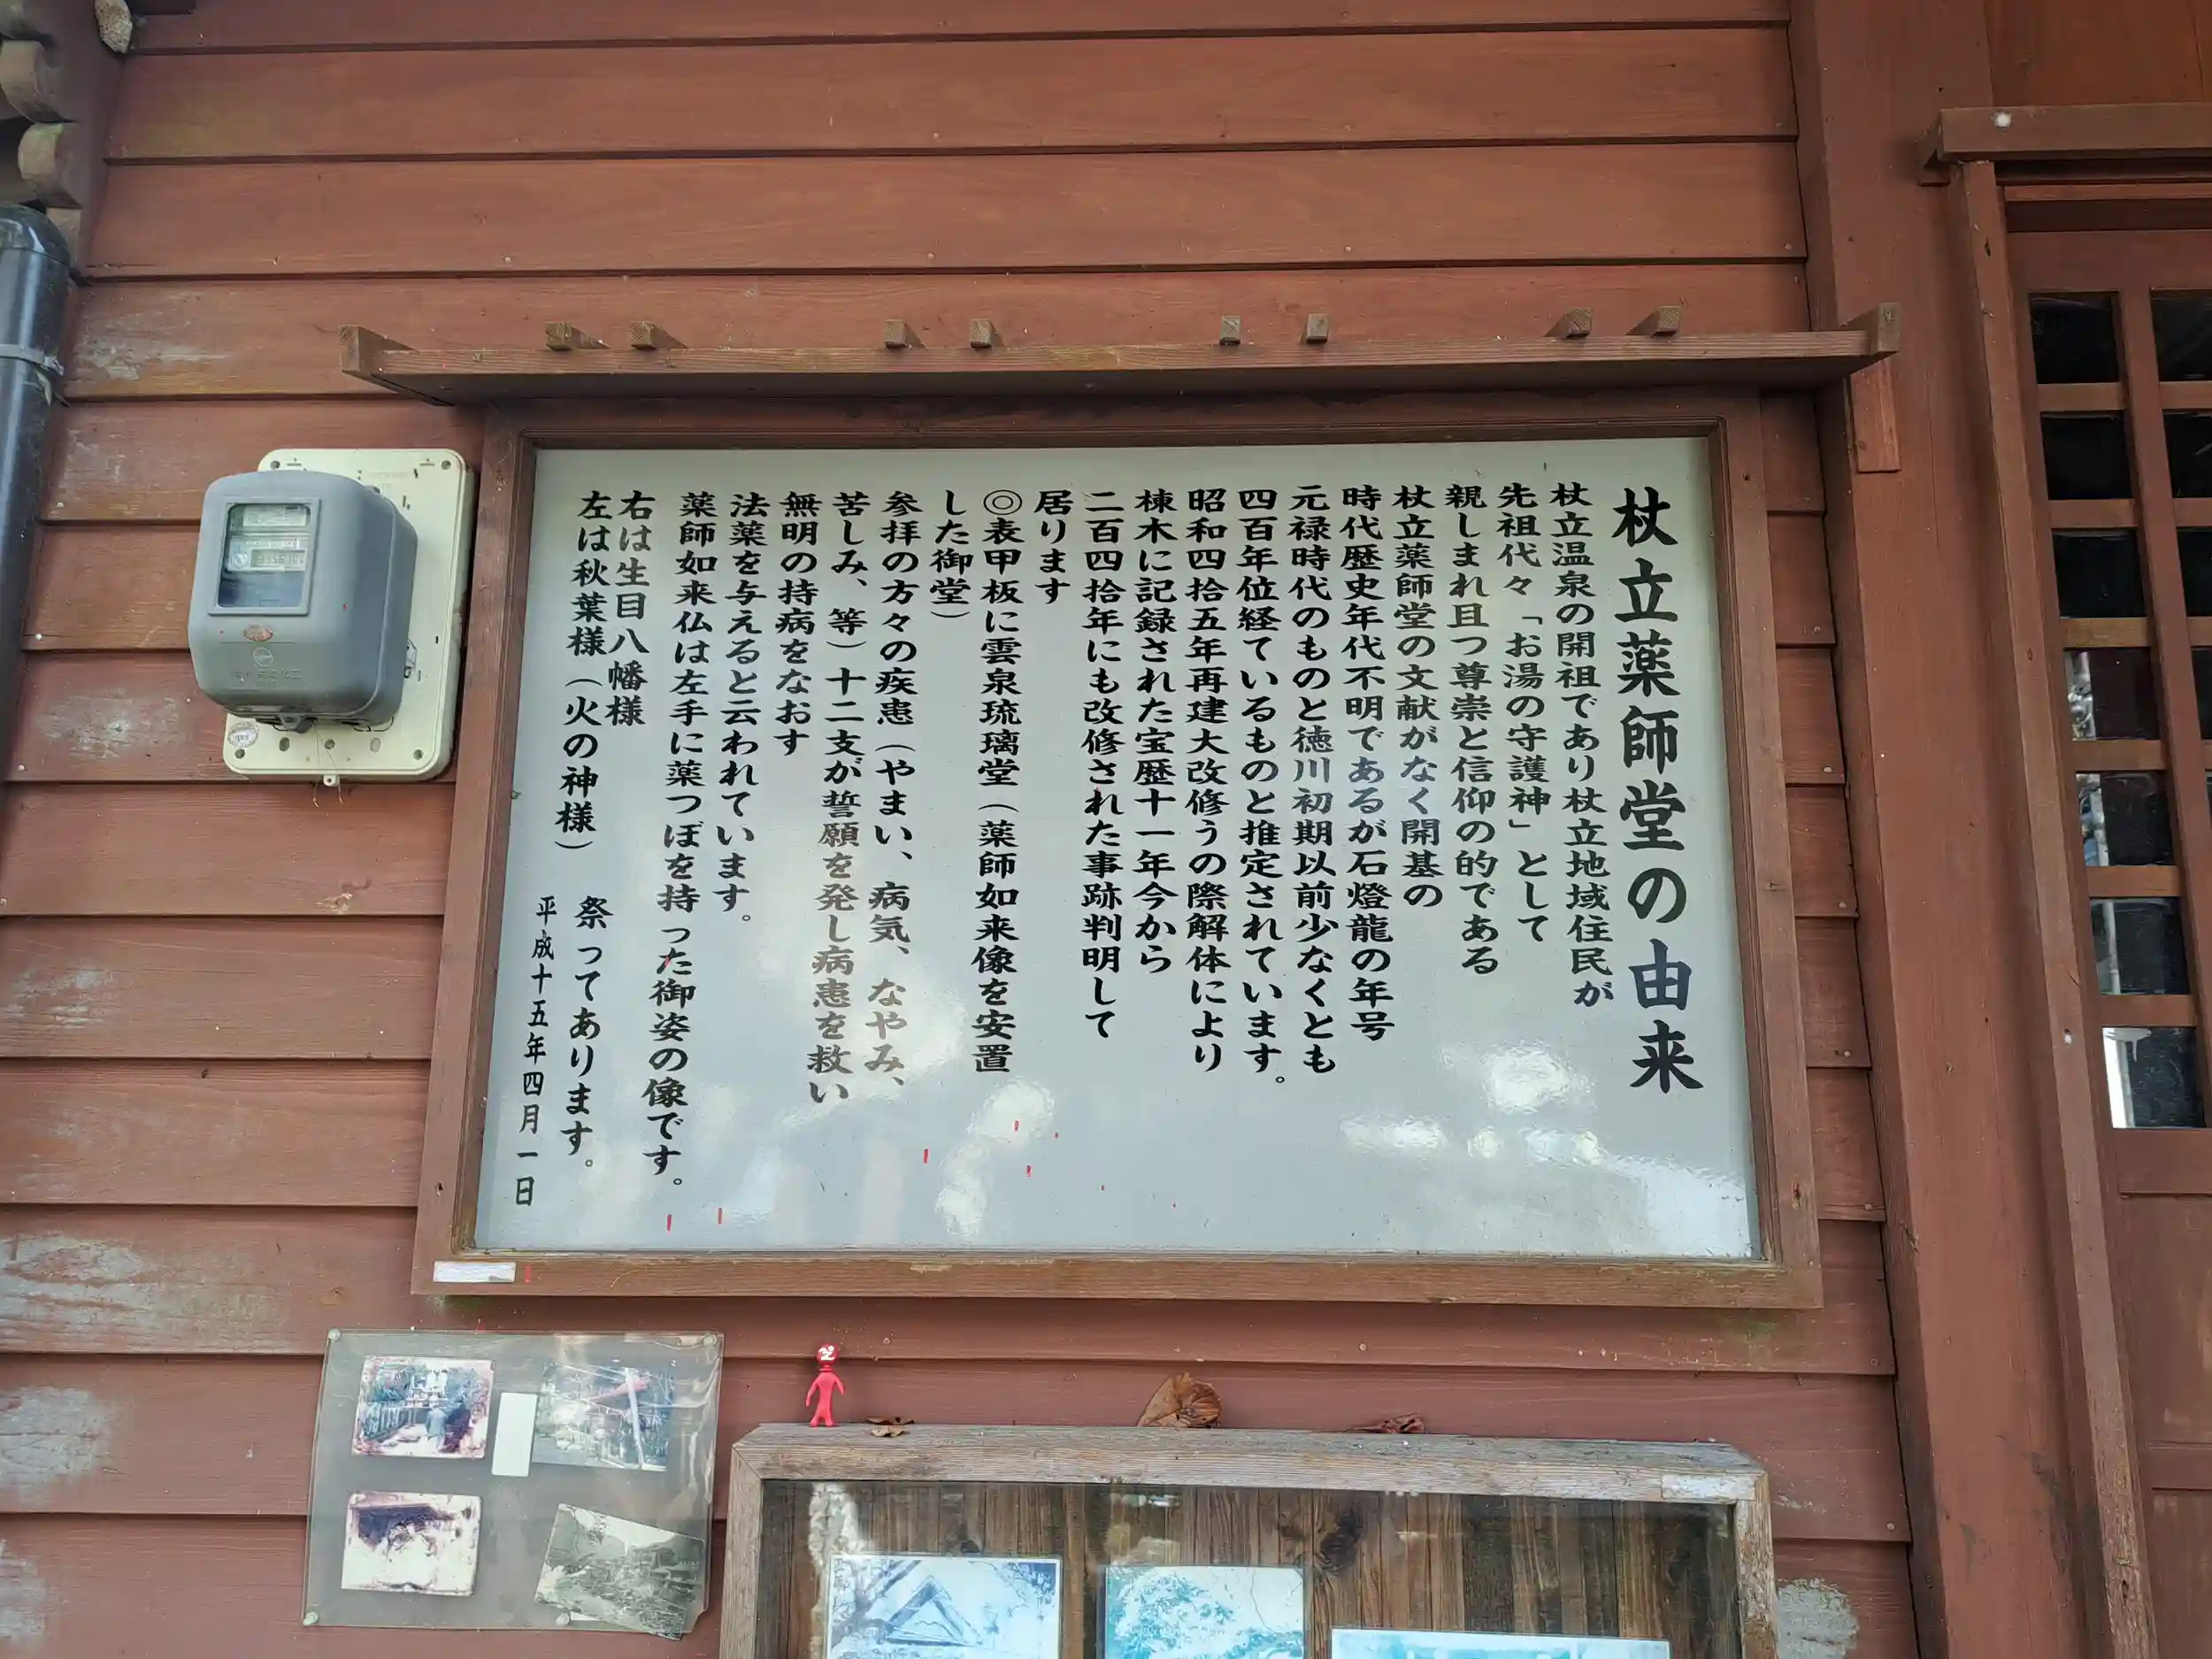 杖立薬師堂の由来
杖立温泉の開祖であり杖立地域住民が
先祖代々「お湯の守護神」として
親しまれ且つ尊崇と信仰の的である
杖立薬師堂の文献がなく開基の
時代歴史年代不明であるが石燈龍の年号
元禄時代のものと徳川初期以前少なくとも
四百年位経ているものと推定されています。
昭和四拾五年再建大改修うの際解体により
棟木に記録された宝歴十一年今から
二百四拾年にも改修された事跡判明して
居ります
◎表甲板に雲泉琉璃堂（薬師如来像を安置
した御堂）
参拝の方々の疾患（やまい、病気、なやみ、
苦しみ、等）十二支が誓願を発し病患を救い
無明の持病をなおす
法薬を与えると云われています。
薬師如来仏は左手に薬つぼを持った御姿の像です。
右は生目八幡様
左は秋葉様（火の神様）
祭ってあります。
平成十五年四月一日